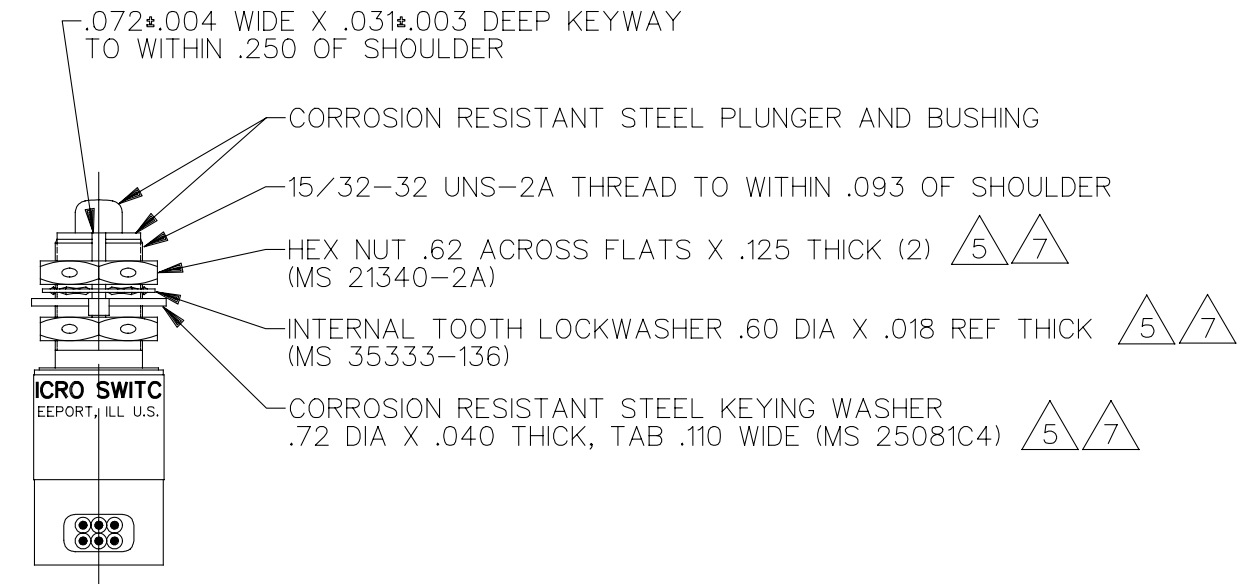 .072±.004 WIDE X .031±.003 DEEP KEYWAY
TO WITHIN .250 OF SHOULDER
CORROSION RESISTANT STEEL PLUNGER AND BUSHING
15/32-32 UNS-2A THREAD TO WITHIN .093 OF SHOULDER
HEX NUT .62 ACROSS FLATS X .125 THICK (2) 5 7
(MS 21340-2A)
INTERNAL TOOTH LOCKWASHER .60 DIA X .018 REF THICK 5 7
(MS 35333-136)
CORROSION RESISTANT STEEL KEYING WASHER
.72 DIA X .040 THICK, TAB .110 WIDE (MS 25081C4) 5 7
ICRO SWITC
EEPORT, ILL U.S.